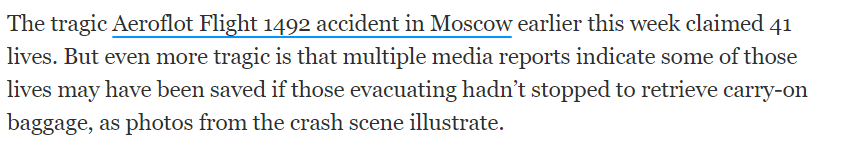 The tragic Aeroflot Flight 1492 accident in Moscow earlier this week claimed 41
lives. But even more tragic is that multiple media reports indicate some of those
lives may have been saved if those evacuating hadn’t stopped to retrieve carry-on
baggage, as photos from the crash scene illustrate.